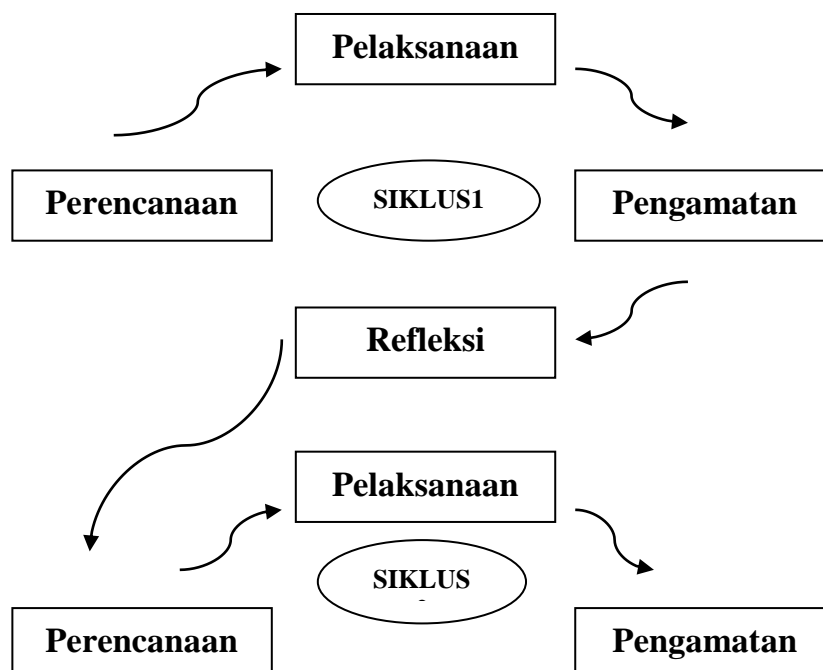 Pelaksanaan
Perencanaan
SIKLUS1
Pengamatan
Refleksi
Pelaksanaan
SIKLUS
Perencanaan
Pengamatan